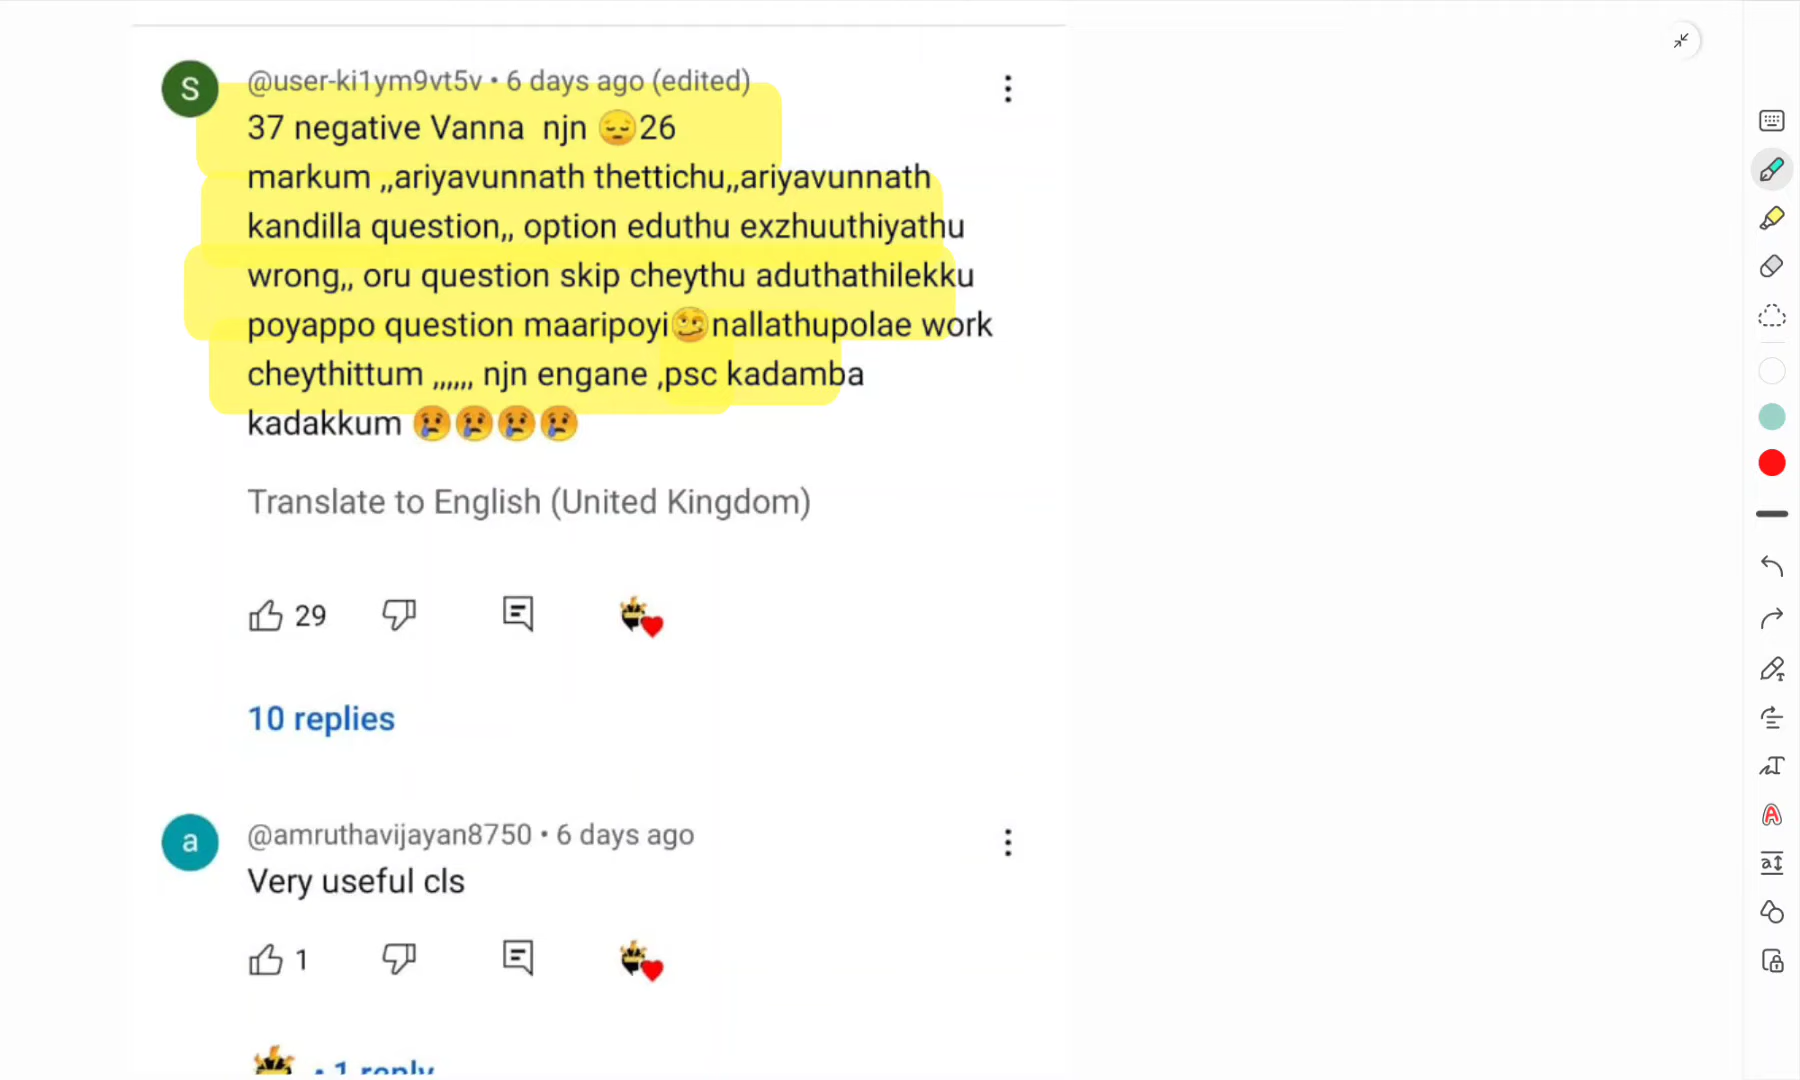 S
@user-ki1ym9vt5v • 6 days ago (edited)
37 negative Vanna njn 😔26
markum ,,ariyavunnath thettichu,,ariyavunnath
kandilla question,, option eduthu exzhuuthiyathu
wrong,, oru question skip cheythu aduthathilekku
poyappo question maaripoyi🥴nallathupolae work
cheythittum ,,,,,, njn engane ,psc kadamba
kadakkum 😢😢😢😢
Translate to English (United Kingdom)
29
10 replies
a
@amruthavijayan8750 • 6 days ago
Very useful cls
1
• 1 reply